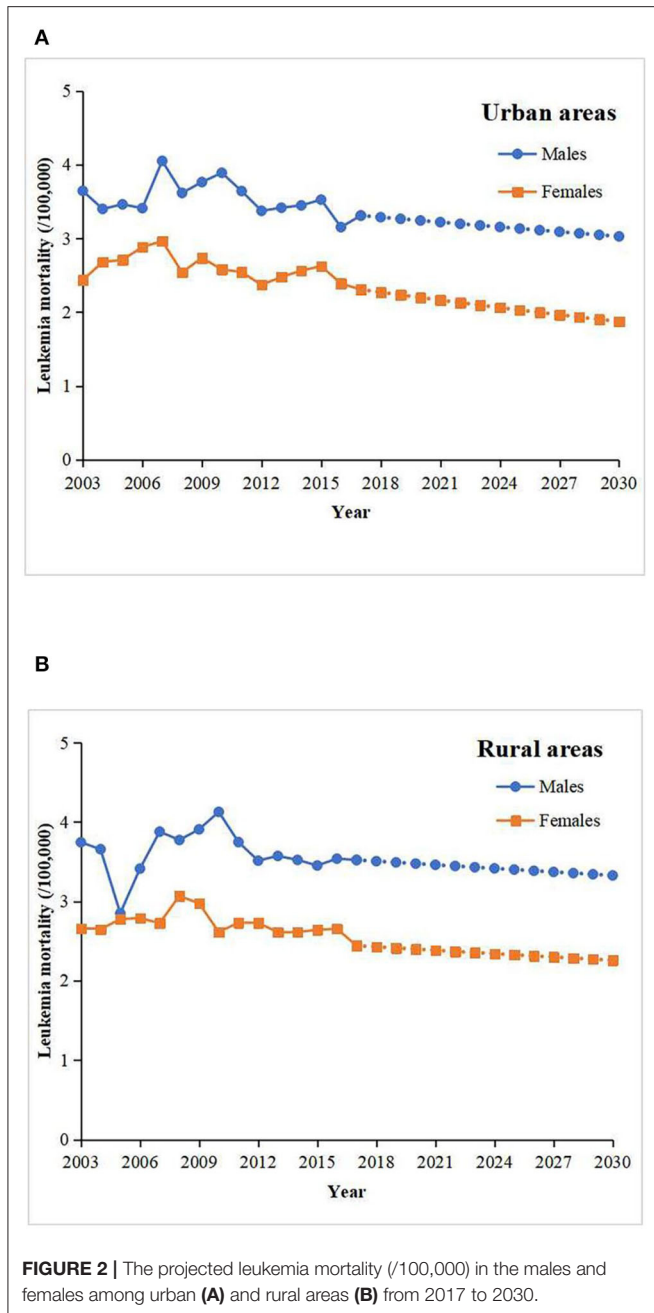 A
Urban areas
Males
Females
Leukemia mortality (/100,000)
5
4
3
2
1
0
2003 2006 2009 2012 2015 2018 2021 2024 2027 2030
Year
B
Rural areas
Males
Females
Leukemia mortality (/100,000)
5
4
3
2
1
0
2003 2006 2009 2012 2015 2018 2021 2024 2027 2030
Year
FIGURE 2 | The projected leukemia mortality (/100,000) in the males and
females among urban (A) and rural areas (B) from 2017 to 2030.